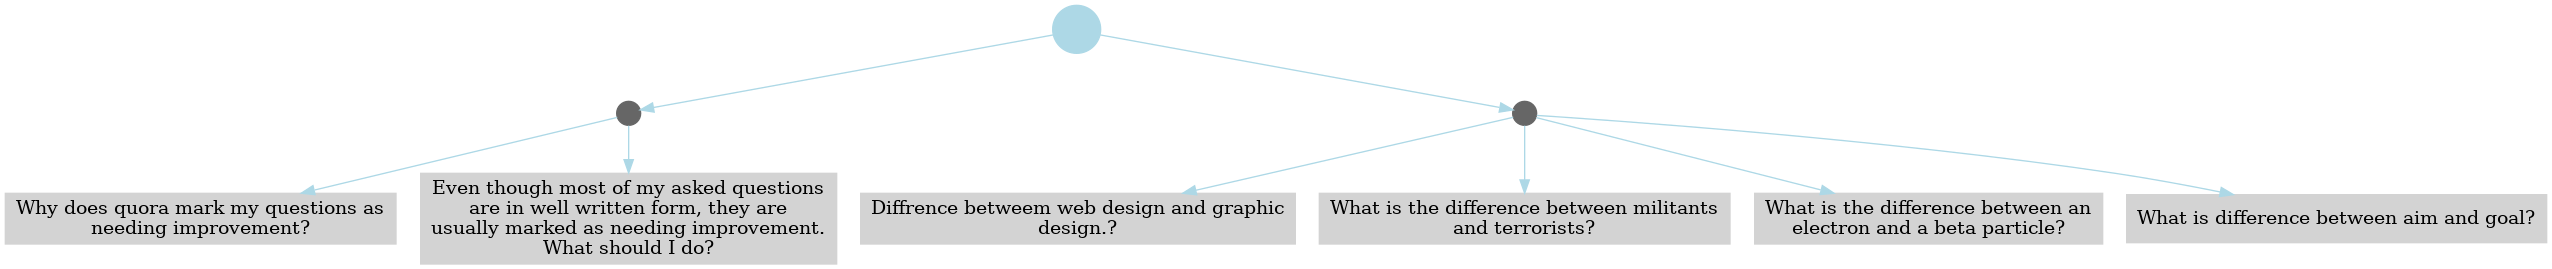 Why does quora mark my questions as
needing improvement?
Even though most of my asked questions
are in well written form, they are
usually marked as needing improvement.
What should I do?
Diffrence betweem web design and graphic
design.?
What is the difference between militants
and terrorists?
What is the difference between an
electron and a beta particle?
What is difference between aim and goal?